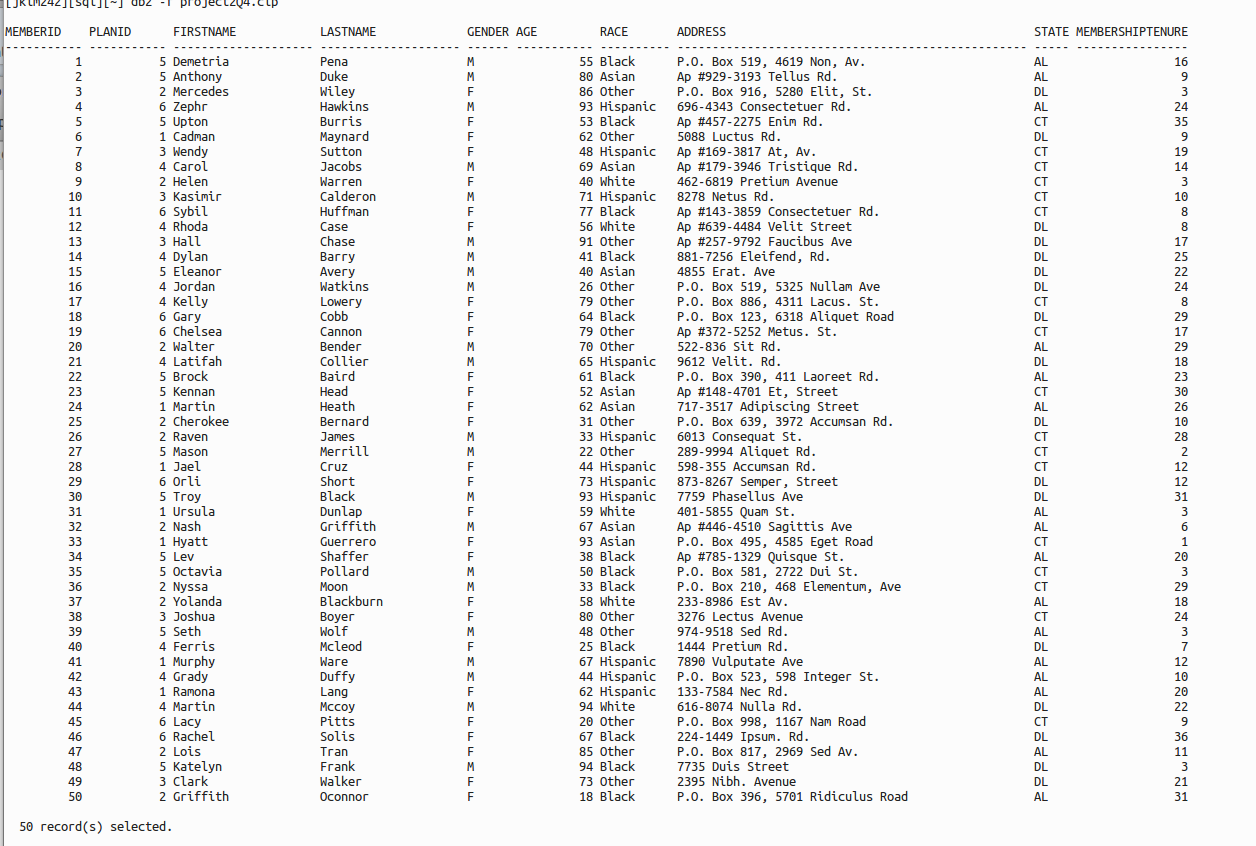 [jklm242][sql][~] db2 -f project2Q4.clp
MEMBERID PLANID FIRSTNAME LASTNAME GENDER AGE RACE ADDRESS STATE MEMBERSHIPTENURE
----------- ----------- -------------------- -------------------- ------ ----------- ---------- -------------------------------------------------- ----- ----------------
1 5 Demetria Pena M 55 Black P.O. Box 519, 4619 Non, Av. AL 16
2 5 Anthony Duke M 80 Asian Ap #929-3193 Tellus Rd. AL 9
3 2 Mercedes Wiley F 86 Other P.O. Box 916, 5280 Elit, St. DL 3
4 6 Zephr Hawkins M 93 Hispanic 696-4343 Consectetuer Rd. AL 24
5 5 Upton Burris F 53 Black Ap #457-2275 Enim Rd. CT 35
6 1 Cadman Maynard F 62 Other 5088 Luctus Rd. DL 9
7 3 Wendy Sutton F 48 Hispanic Ap #169-3817 At, Av. CT 19
8 4 Carol Jacobs M 69 Asian Ap #179-3946 Tristique Rd. CT 14
9 2 Helen Warren F 40 White 462-6819 Pretium Avenue CT 3
10 3 Kasimir Calderon M 71 Hispanic 8278 Netus Rd. CT 10
11 6 Sybil Huffman F 77 Black Ap #143-3859 Consectetuer Rd. CT 8
12 4 Rhoda Case F 56 White Ap #639-4484 Velit Street DL 8
13 3 Hall Chase M 91 Other Ap #257-9792 Faucibus Ave DL 17
14 4 Dylan Barry M 41 Black 881-7256 Eleifend, Rd. DL 25
15 5 Eleanor Avery M 40 Asian 4855 Erat. Ave DL 22
16 4 Jordan Watkins M 26 Other P.O. Box 519, 5325 Nullam Ave DL 24
17 4 Kelly Lowery F 79 Other P.O. Box 886, 4311 Lacus. St. CT 8
18 6 Gary Cobb F 64 Black P.O. Box 123, 6318 Aliquet Road DL 29
19 6 Chelsea Cannon F 79 Other Ap #372-5252 Metus. St. CT 17
20 2 Walter Bender M 70 Other 522-836 Sit Rd. AL 29
21 4 Latifah Collier M 65 Hispanic 9612 Velit. Rd. DL 18
22 5 Brock Baird F 61 Black P.O. Box 390, 411 Laoreet Rd. AL 23
23 5 Kennan Head F 52 Asian Ap #148-4701 Et, Street CT 30
24 1 Martin Heath F 62 Asian 717-3517 Adipiscing Street AL 26
25 2 Cherokee Bernard F 31 Other P.O. Box 639, 3972 Accumsan Rd. DL 10
26 2 Raven James M 33 Hispanic 6013 Consequat St. CT 28
27 5 Mason Merrill M 22 Other 289-9994 Aliquet Rd. CT 2
28 1 Jael Cruz F 44 Hispanic 598-355 Accumsan Rd. CT 12
29 6 Orli Short F 73 Hispanic 873-8267 Semper, Street DL 12
30 5 Troy Black M 93 Hispanic 7759 Phasellus Ave DL 31
31 1 Ursula Dunlap F 59 White 401-5855 Quam St. AL 3
32 2 Nash Griffith M 67 Asian Ap #446-4510 Sagittis Ave AL 6
33 1 Hyatt Guerrero F 93 Asian P.O. Box 495, 4585 Eget Road CT 1
34 5 Lev Shaffer F 38 Black Ap #785-1329 Quisque St. AL 20
35 5 Octavia Pollard M 50 Black P.O. Box 581, 2722 Dui St. CT 3
36 2 Nyssa Moon M 33 Black P.O. Box 210, 468 Elementum, Ave CT 29
37 2 Yolanda Blackburn F 58 White 233-8986 Est Av. AL 18
38 3 Joshua Boyer F 80 Other 3276 Lectus Avenue CT 24
39 5 Seth Wolf M 48 Other 974-9518 Sed Rd. AL 3
40 4 Ferris Mcleod F 25 Black 1444 Pretium Rd. DL 7
41 1 Murphy Ware M 67 Hispanic 7890 Vulputate Ave AL 12
42 4 Grady Duffy M 44 Hispanic P.O. Box 523, 598 Integer St. AL 10
43 1 Ramona Lang F 62 Hispanic 133-7584 Nec Rd. AL 20
44 4 Martin Mccoy M 94 White 616-8074 Nulla Rd. DL 22
45 6 Lacy Pitts F 20 Other P.O. Box 998, 1167 Nam Road CT 9
46 6 Rachel Solis F 67 Black 224-1449 Ipsum. Rd. DL 36
47 2 Lois Tran F 85 Other P.O. Box 817, 2969 Sed Av. AL 11
48 5 Katelyn Frank M 94 Black 7735 Duis Street DL 3
49 3 Clark Walker F 73 Other 2395 Nibh. Avenue DL 21
50 2 Griffith Oconnor F 18 Black P.O. Box 396, 5701 Ridiculus Road AL 31
50 record(s) selected.